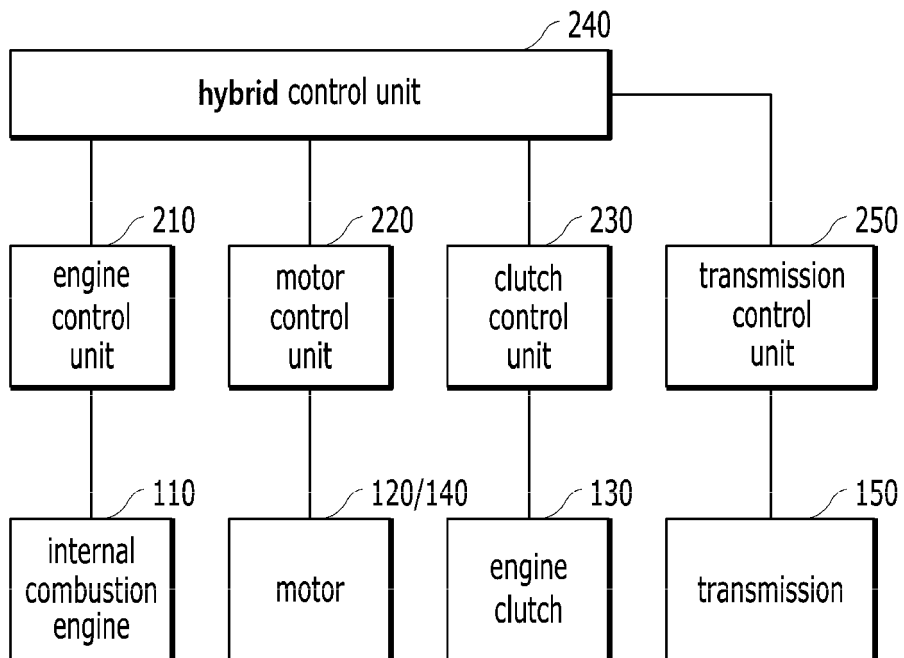 240
hybrid control unit
210
220
230
250
engine
control
unit
motor
control
unit
clutch
control
unit
transmission
control
unit
110
120/140
130
150
internal
combustion
engine
motor
engine
clutch
transmission